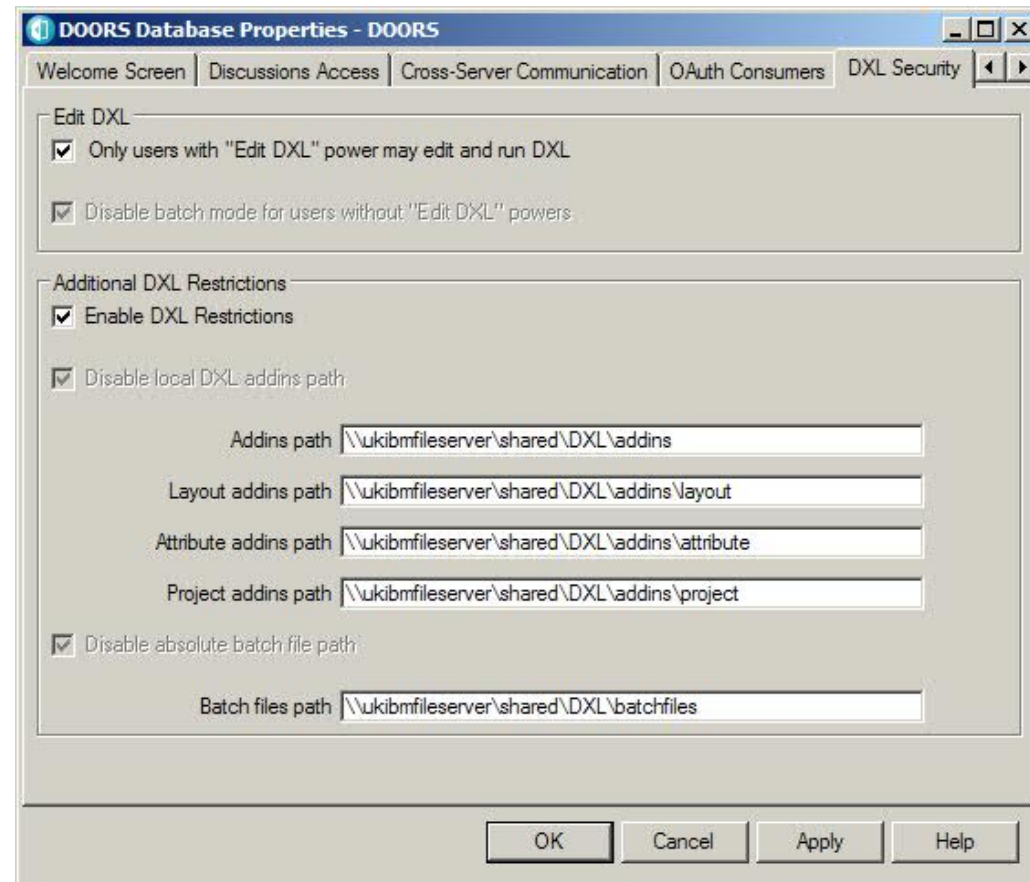 DOORS Database Properties - DOORS
Welcome Screen Discussions Access Cross-Server Communication OAuth Consumers DXL Security
Edit DXL
Only users with "Edit DXL" power may edit and run DXL
Disable batch mode for users without "Edit DXL" powers
Additional DXL Restrictions
Enable DXL Restrictions
Disable local DXL addins path
Addins path \\ukibmfileserver\shared\DXL\addins
Layout addins path \\ukibmfileserver\shared\DXL\addins\layout
Attribute addins path \\ukibmfileserver\shared\DXL\addins\attribute
Project addins path \\ukibmfileserver\shared\DXL\addins\project
Disable absolute batch file path
Batch files path \\ukibmfileserver\shared\DXL\batchfiles
OK Cancel Apply Help